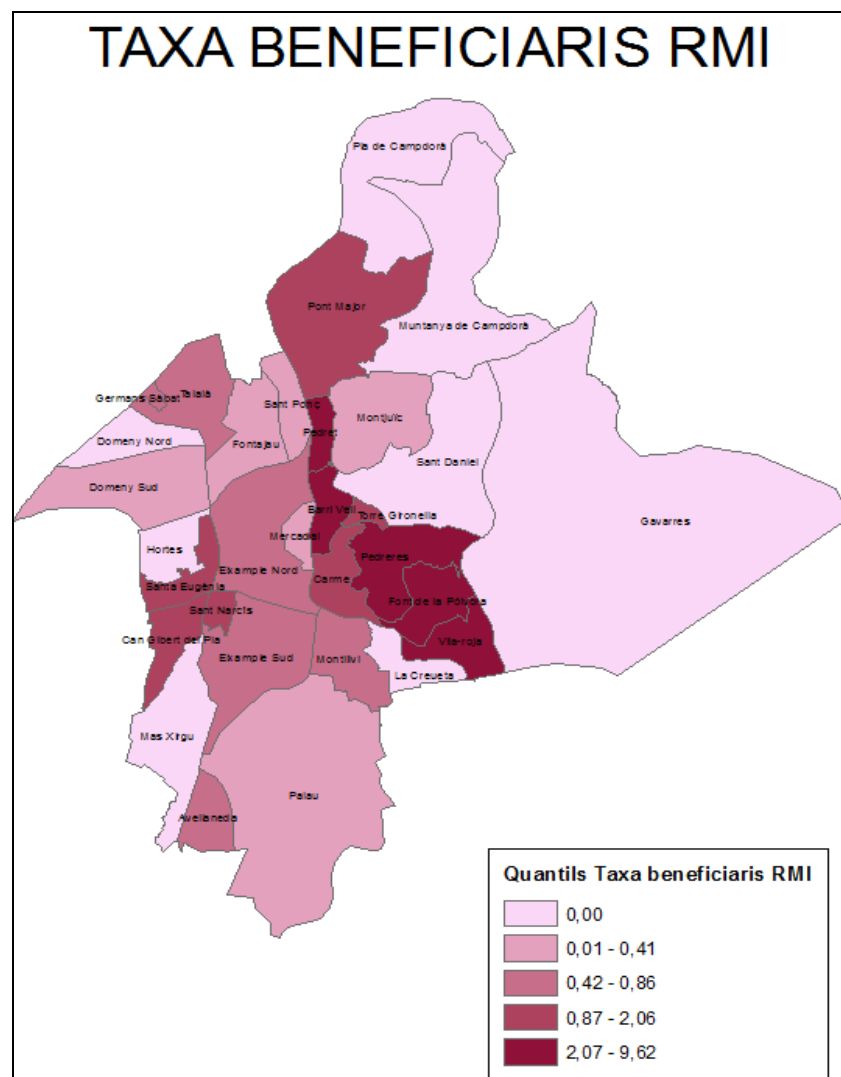 TAXA BENEFICIARIS RMI
Pla de Campdorà
Pont Major
Muntanya de Campdorà
Germans Sàbat
Taialà
Sant Ponç
Montjuïc
Domeny Nord
Fontajau
Pedret
Sant Daniel
Domeny Sud
Gavarres
Barri Vell
Torre Gironella
Mercadal
Hortes
Pedreres
Eixample Nord
Carme
Santa Eugènia
Font de la Pólvora
Sant Narcís
Can Gibert del Pla
Vila-roja
Eixample Sud
Montilivi
La Creueta
Mas Xirgu
Palau
Avellaneda
Quantils Taxa beneficiaris RMI
0,00
0,01 - 0,41
0,42 - 0,86
0,87 - 2,06
2,07 - 9,62